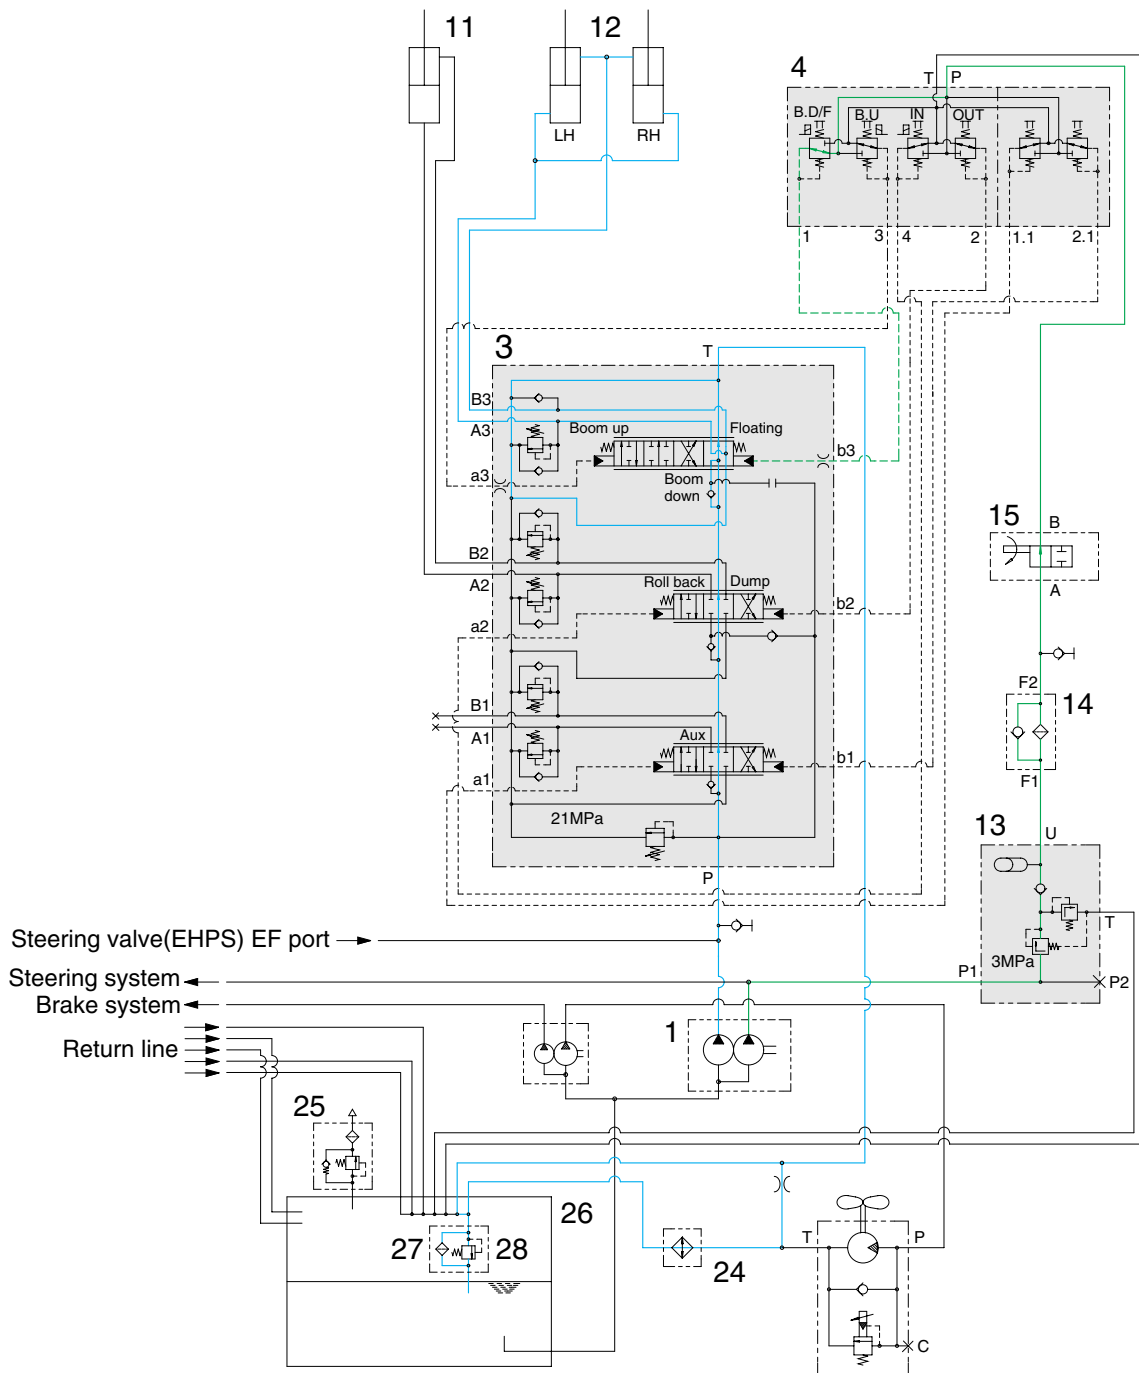 11
12
4
T
P
B.D/F
B.U
IN
OUT
LH
RH
1
3
4
2
1.1
2.1
3
T
B3
A3
Boom up
Floating
a3
b3
Boom
down
15
B
A
B2
A2
Roll back
Dump
a2
b2
F2
14
F1
B1
A1
Aux
a1
b1
21MPa
P
13
U
T
3MPa
P1
P2
Steering valve(EHPS) EF port
Steering system
Brake system
Return line
1
25
26
27
28
24
T
P
C